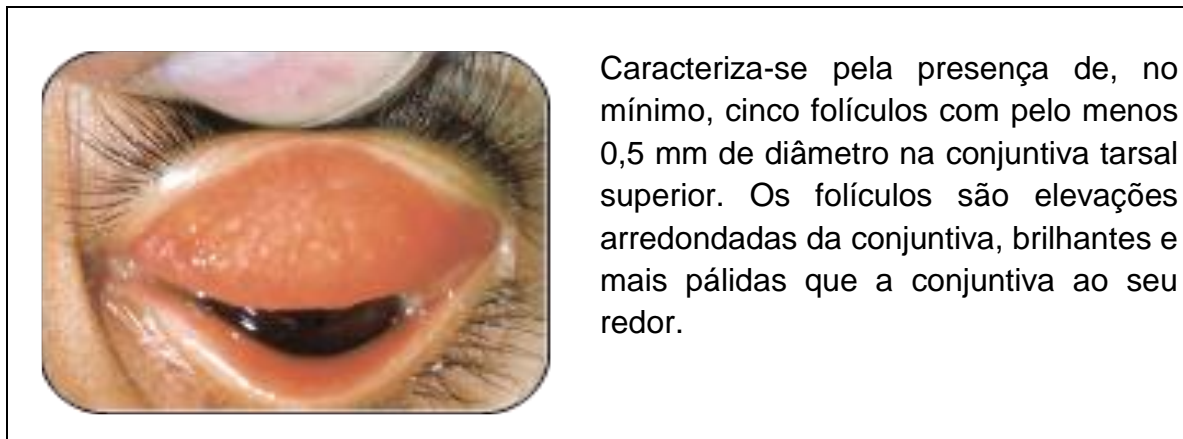 Caracteriza-se pela presença de, no
mínimo, cinco folículos com pelo menos
0,5 mm de diâmetro na conjuntiva tarsal
superior. Os folículos são elevações
arredondadas da conjuntiva, brilhantes e
mais pálidas que a conjuntiva ao seu
redor.